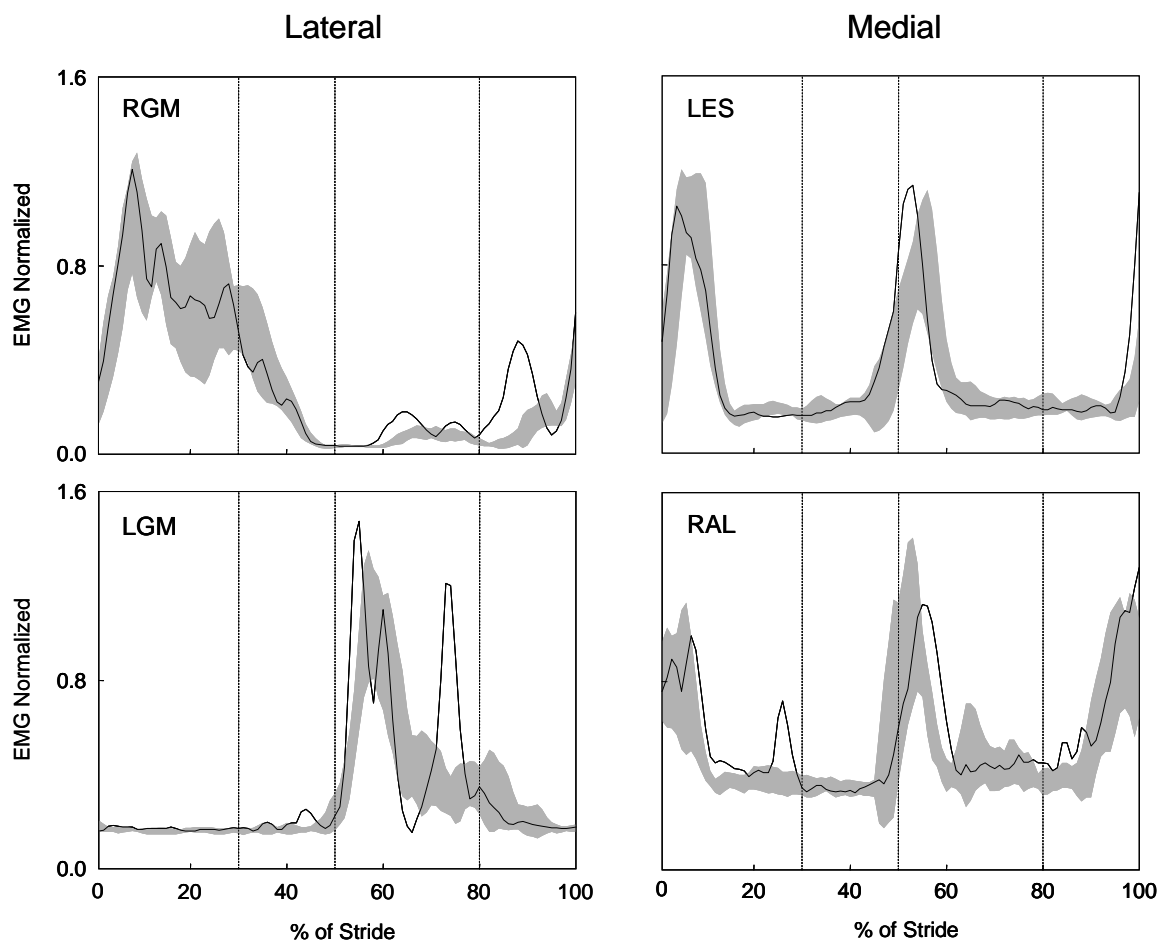 Lateral
Medial
1.6
RGM
LES
0.8
EMG Normalized
0.0
1.6
LGM
RAL
0.8
EMG Normalized
0.0
0 20 40 60 80 100
0 20 40 60 80 100
% of Stride
% of Stride